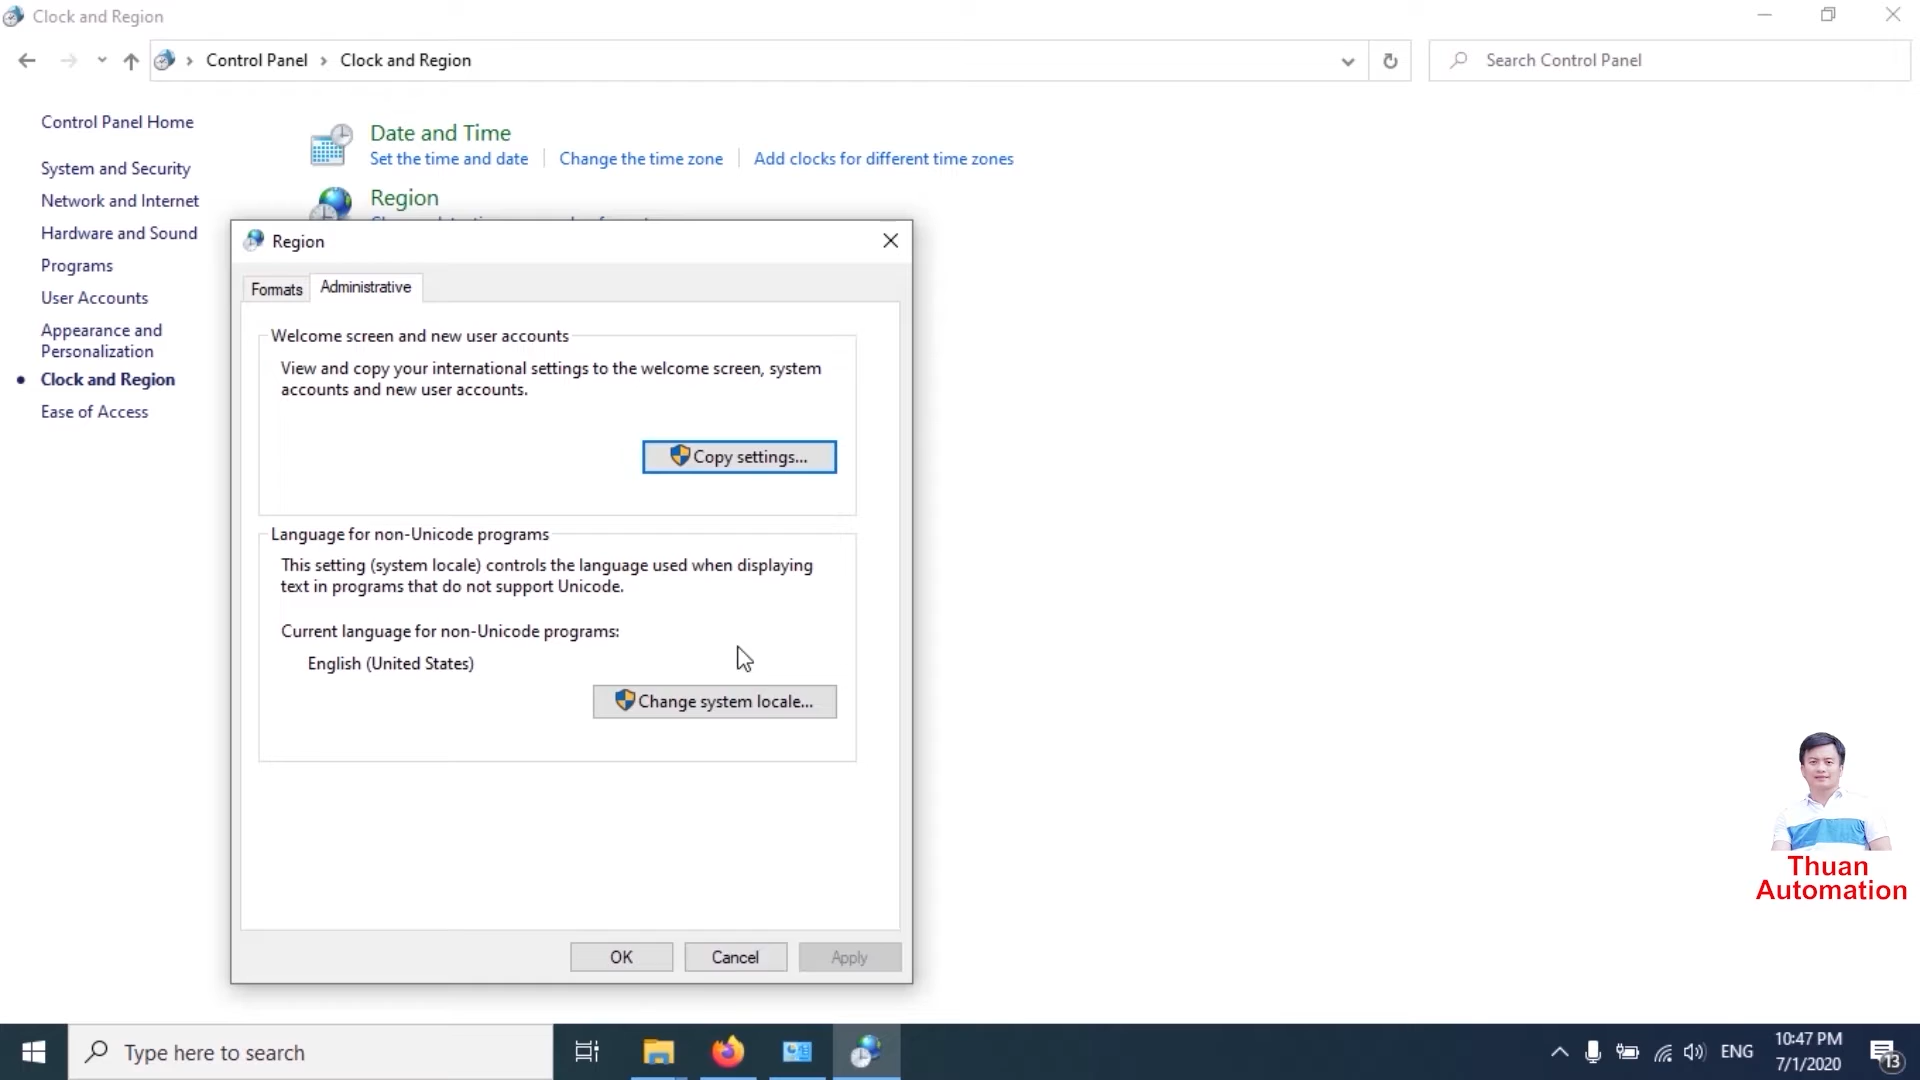 Clock and Region
Control Panel
Clock and Region
Search Control Panel
Control Panel Home
System and Security
Network and Internet
Hardware and Sound
Programs
User Accounts
Appearance and
Personalization
Clock and Region
Ease of Access
Date and Time
Set the time and date
Change the time zone
Add clocks for different time zones
Region
Region
Formats
Administrative
Welcome screen and new user accounts
View and copy your international settings to the welcome screen, system
accounts and new user accounts.
Copy settings...
Language for non-Unicode programs
This setting (system locale) controls the language used when displaying
text in programs that do not support Unicode.
Current language for non-Unicode programs:
English (United States)
Change system locale...
OK
Cancel
Apply
Thuan
Automation
Type here to search
ENG
10:47 PM
7/1/2020
13